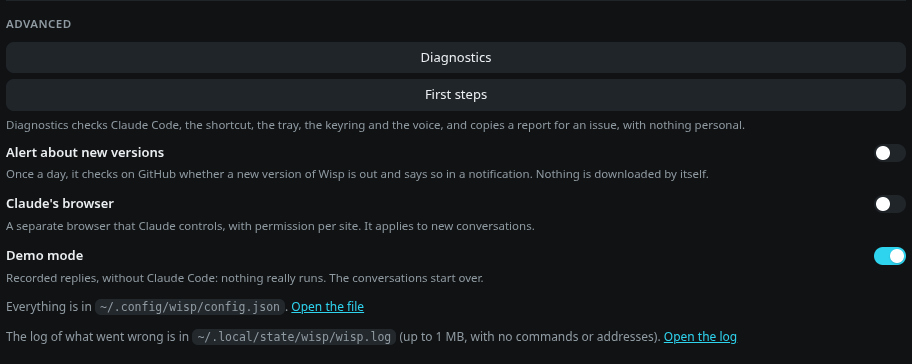 ADVANCED
Diagnostics
First steps
Diagnostics checks Claude Code, the shortcut, the tray, the keyring and the voice, and copies a report for an issue, with nothing personal.
Alert about new versions
Once a day, it checks on GitHub whether a new version of Wisp is out and says so in a notification. Nothing is downloaded by itself.
Claude's browser
A separate browser that Claude controls, with permission per site. It applies to new conversations.
Demo mode
Recorded replies, without Claude Code: nothing really runs. The conversations start over.
Everything is in ~/.config/wisp/config.json. Open the file
The log of what went wrong is in ~/.local/state/wisp/wisp.log (up to 1 MB, with no commands or addresses). Open the log